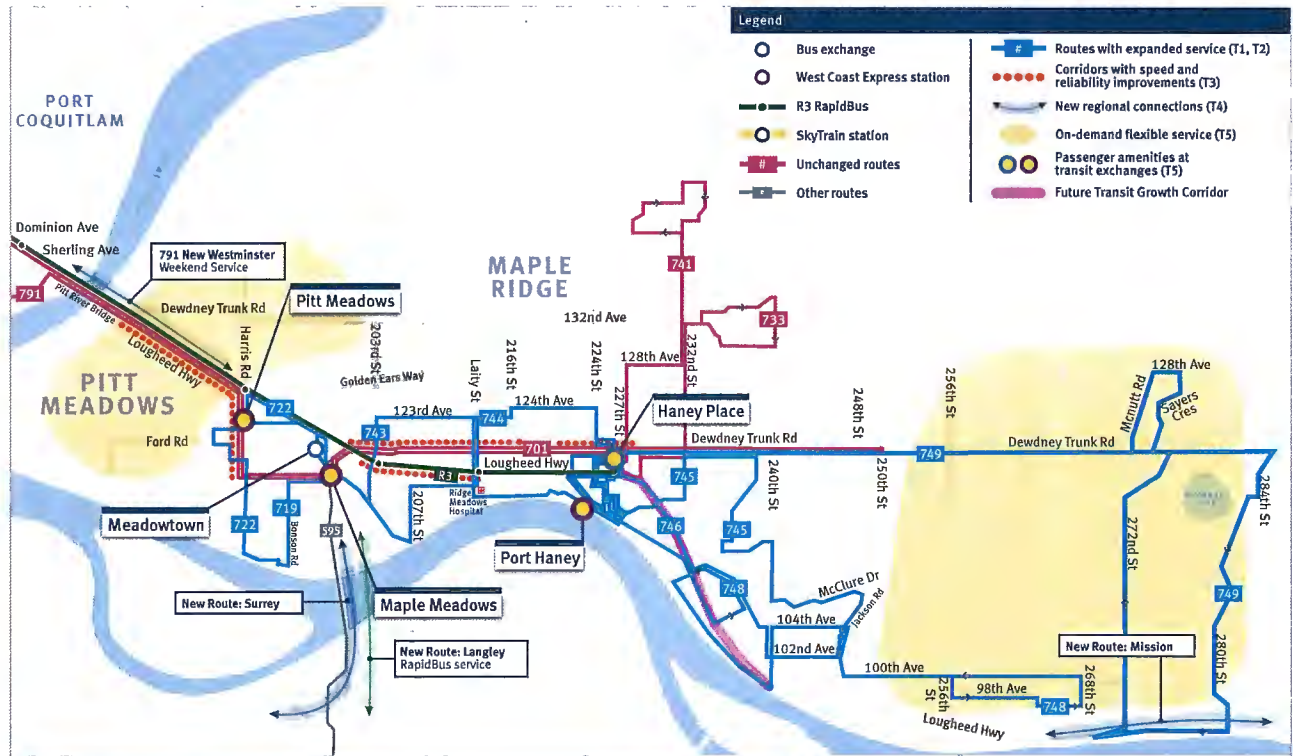 Legend
Bus exchange
West Coast Express station
R3 RapidBus
SkyTrain station
# Unchanged routes
Other routes
# Routes with expanded service (T1, T2)
Corridors with speed and
reliability improvements (T3)
New regional connections (T4)
On-demand flexible service (T5)
Passenger amenities at
transit exchanges (T5)
Future Transit Growth Corridor
PORT
COQUITLAM
Dominion Ave
Sherling Ave
791 New Westminster
Weekend Service
791
Pitt River Bridge
Dewdney Trunk Rd
Lougheed Hwy
Pitt Meadows
MAPLE
RIDGE
741
733
132nd Ave
128th Ave
232nd St
PITT
MEADOWS
Harris Rd
203rd St
Golden Ears Way
Laity St
216th St
224th St
227th St
Haney Place
722
123rd Ave
124th Ave
744
743
701
Ford Rd
Lougheed Hwy
R3
Ridge
Meadows
Hospital
207th St
Dewdney Trunk Rd
248th St
250th St
256th St
749
Dewdney Trunk Rd
Mcnutt Rd
128th Ave
Sayers
Cres
284th St
Meadowtown
722
719
Bonson Rd
595
Port Haney
745
240th St
745
746
748
McClure Dr
Jackson Rd
104th Ave
102nd Ave
272nd St
749
280th St
New Route: Surrey
Maple Meadows
New Route: Langley
RapidBus service
New Route: Mission
100th Ave
256th
St
98th Ave
748
268th
St
Lougheed Hwy